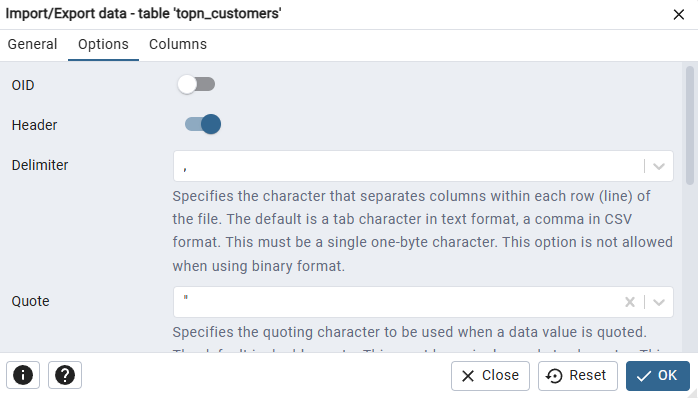 Import/Export data - table 'topn_customers'
General Options Columns
OID
Header
Delimiter ,
Specifies the character that separates columns within each row (line) of
the file. The default is a tab character in text format, a comma in CSV
format. This must be a single one-byte character. This option is not allowed
when using binary format.
Quote "
Specifies the quoting character to be used when a data value is quoted.
Close Reset OK